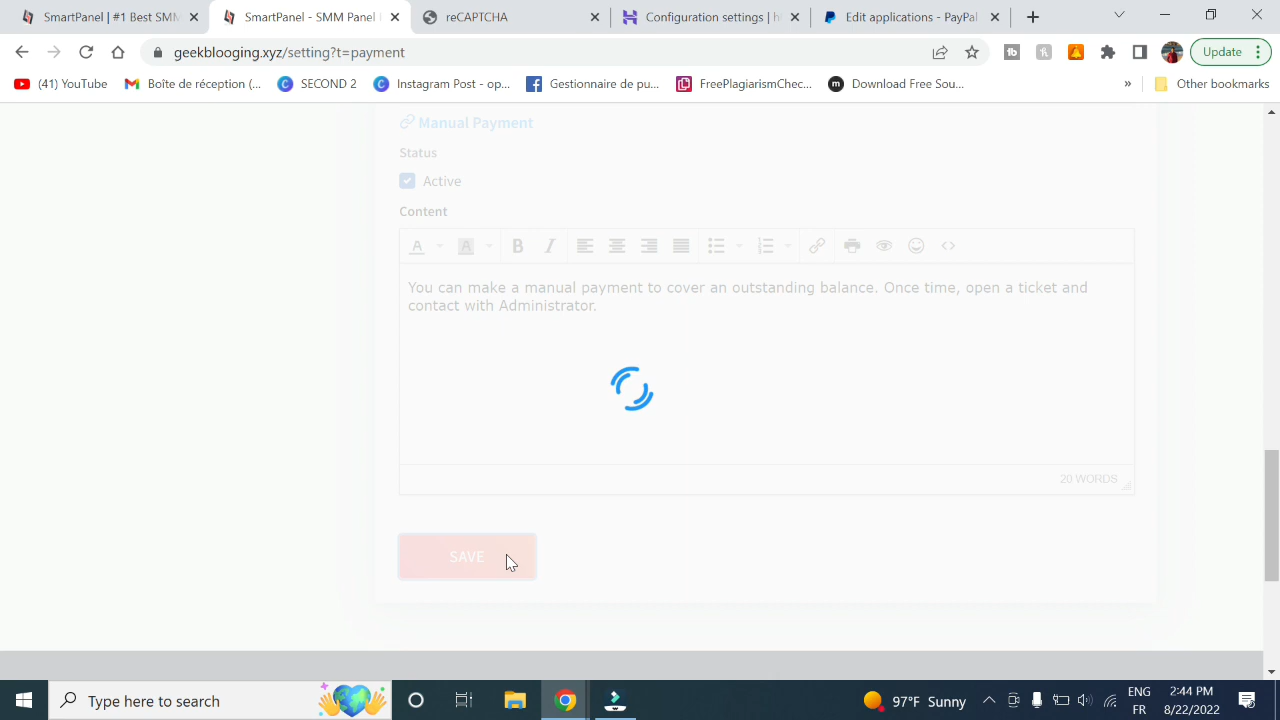 SmartPanel | #1 Best SMM
SmartPanel - SMM Panel
reCAPTCHA
Configuration settings | h
Edit applications - PayPal
geekblooging.xyz/setting?t=payment
Update
(41) YouTube
Boîte de réception (...
SECOND 2
Instagram Post - op...
Gestionnaire de pu...
FreePlagiarismChec...
Download Free Sou...
»
Other bookmarks
Manual Payment
Status
Active
Content
You can make a manual payment to cover an outstanding balance. Once time, open a ticket and
contact with Administrator.
20 WORDS
SAVE
Type here to search
97°F Sunny
ENG
FR
2:44 PM
8/22/2022